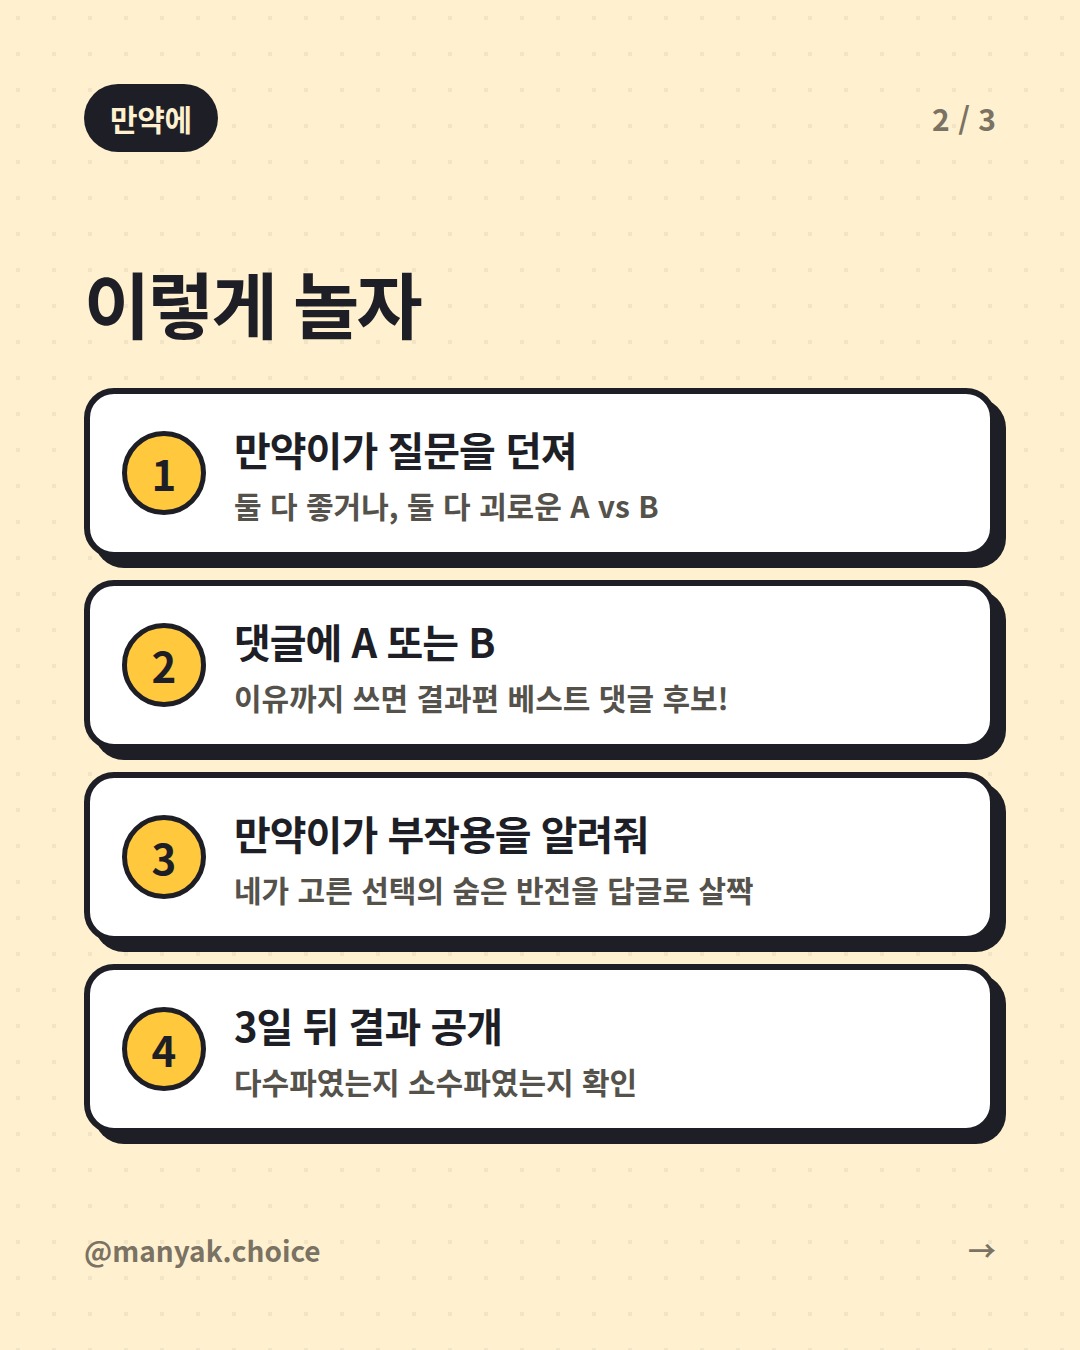 만약에
2 / 3
이렇게 놀자
1
만약이가 질문을 던져
둘 다 좋거나, 둘 다 괴로운 A vs B
2
댓글에 A 또는 B
이유까지 쓰면 결과편 베스트 댓글 후보!
3
만약이가 부작용을 알려줘
네가 고른 선택의 숨은 반전을 답글로 살짝
4
3일 뒤 결과 공개
다수파였는지 소수파였는지 확인
@manyak.choice
→